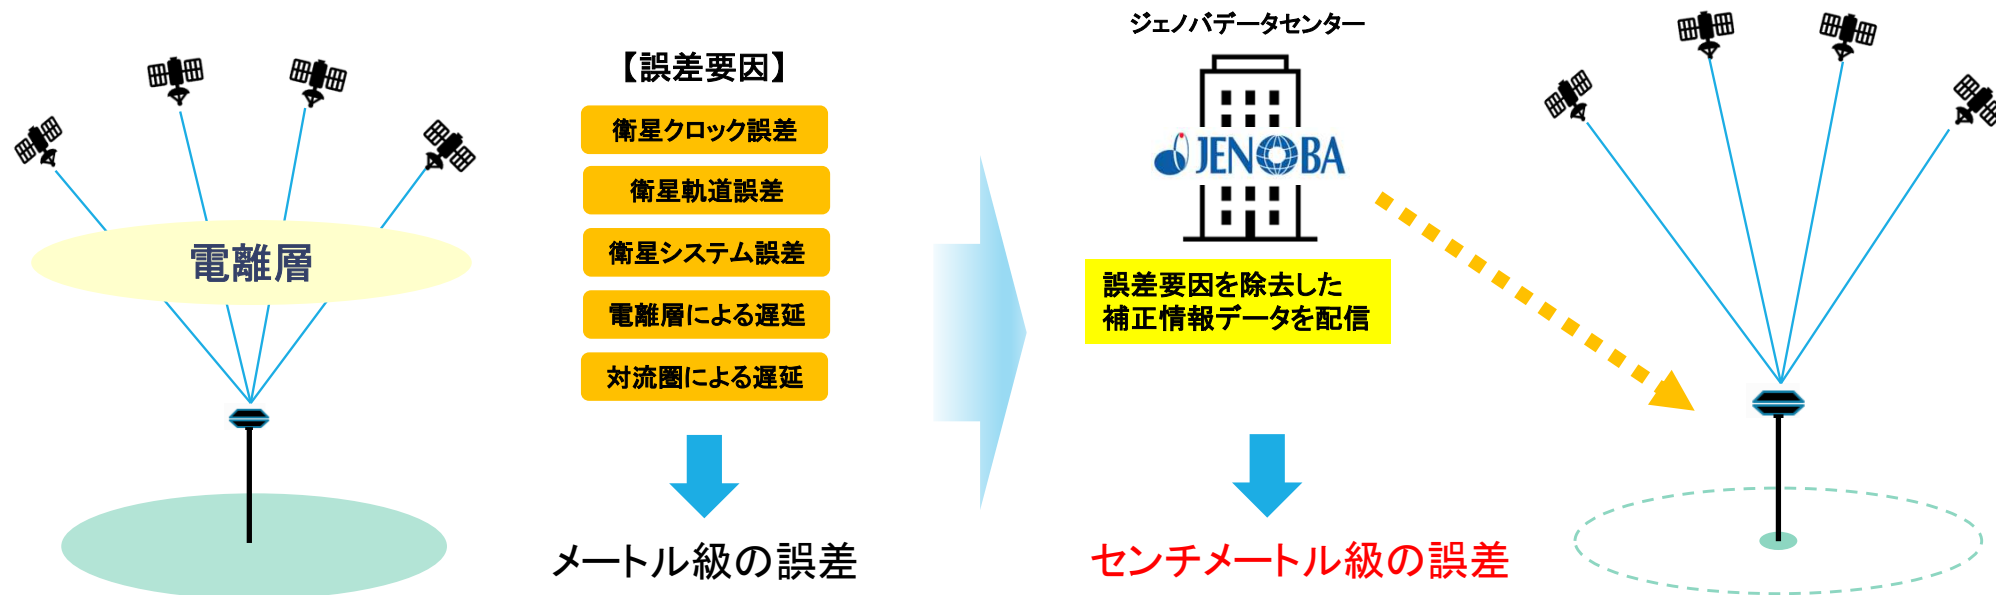 電離層
【誤差要因】
衛星クロック誤差
衛星軌道誤差
衛星システム誤差
電離層による遅延
対流圏による遅延
メートル級の誤差
ジェノバデータセンター
JENOBA
誤差要因を除去した
補正情報データを配信
センチメートル級の誤差